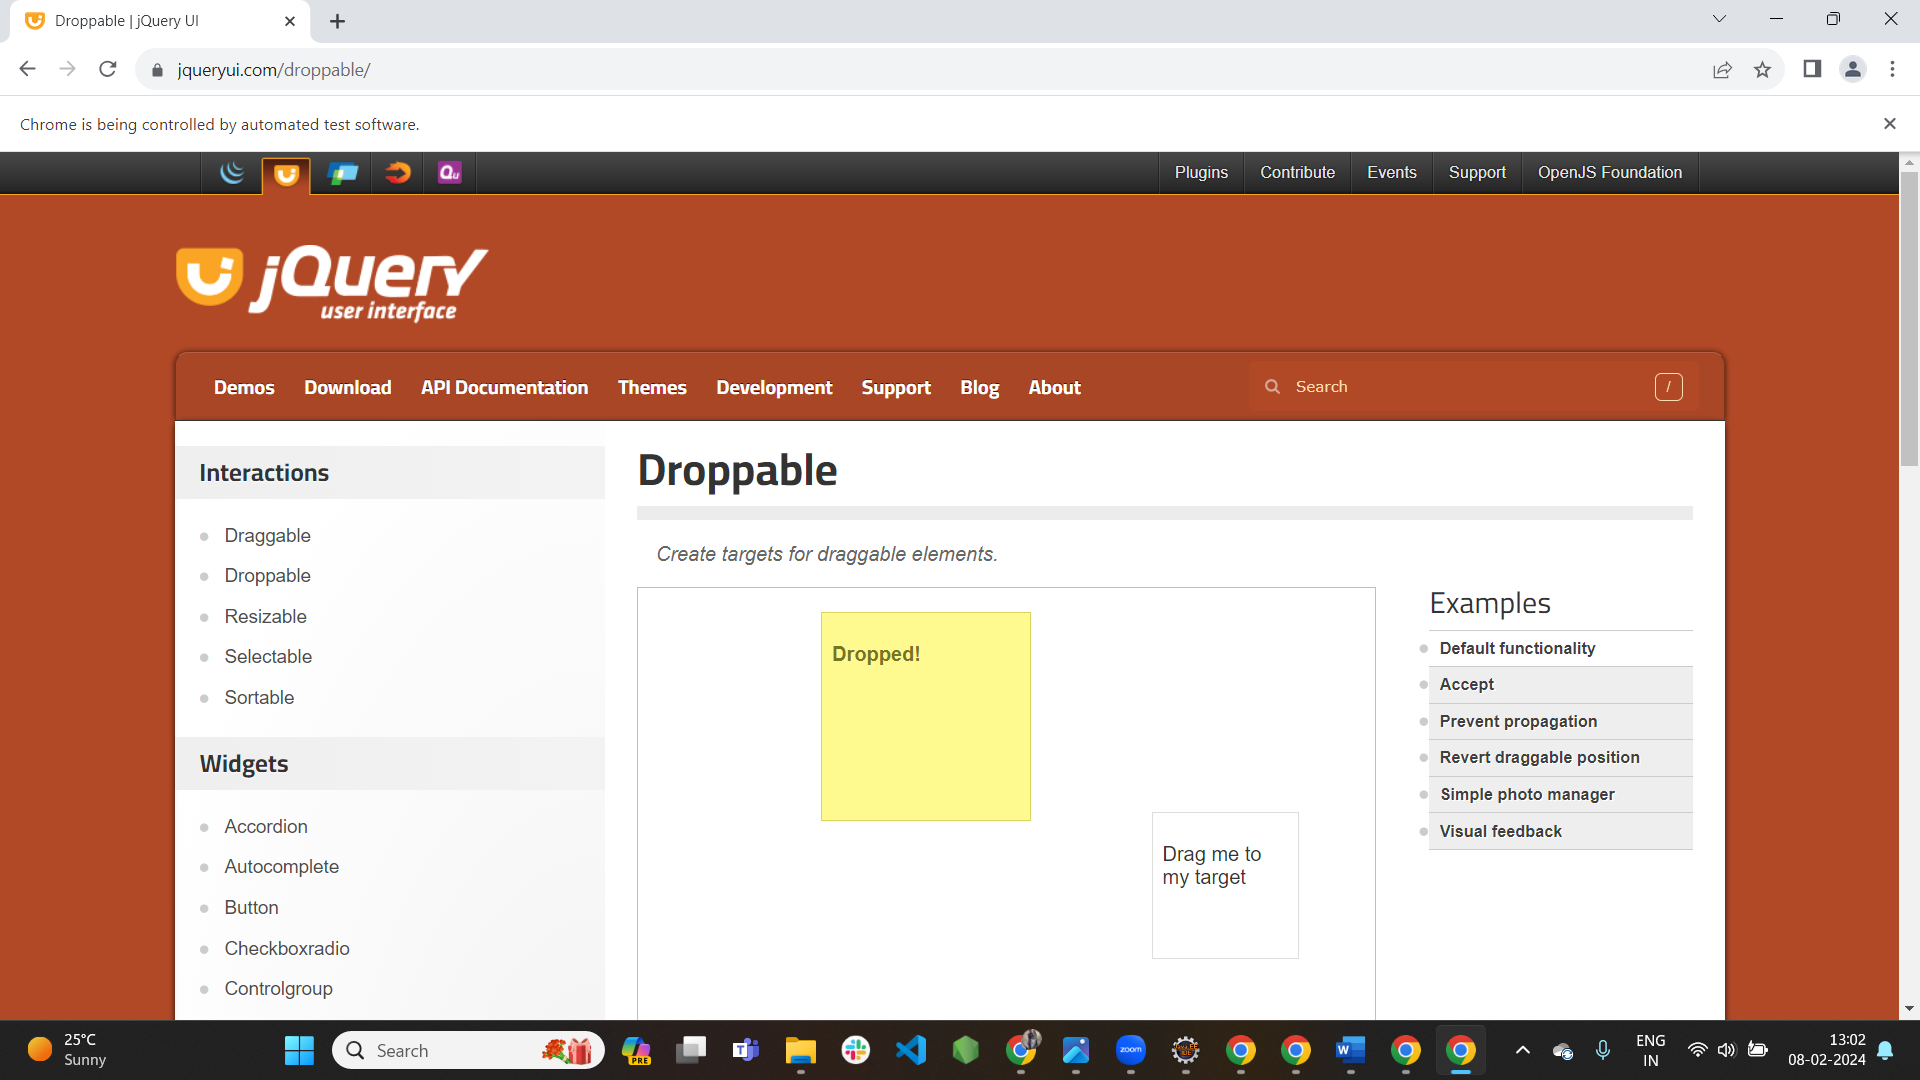 Droppable | jQuery UI
jqueryui.com/droppable/
Chrome is being controlled by automated test software.
Qu
Plugins
Contribute
Events
Support
OpenJS Foundation
jQuery
user interface
Demos
Download
API Documentation
Themes
Development
Support
Blog
About
Search
/
Interactions
Draggable
Droppable
Resizable
Selectable
Sortable
Widgets
Accordion
Autocomplete
Button
Checkboxradio
Controlgroup
Droppable
Create targets for draggable elements.
Dropped!
Drag me to
my target
Examples
Default functionality
Accept
Prevent propagation
Revert draggable position
Simple photo manager
Visual feedback
25°C
Sunny
Search
PRE
zoom
ENG
IN
13:02
08-02-2024